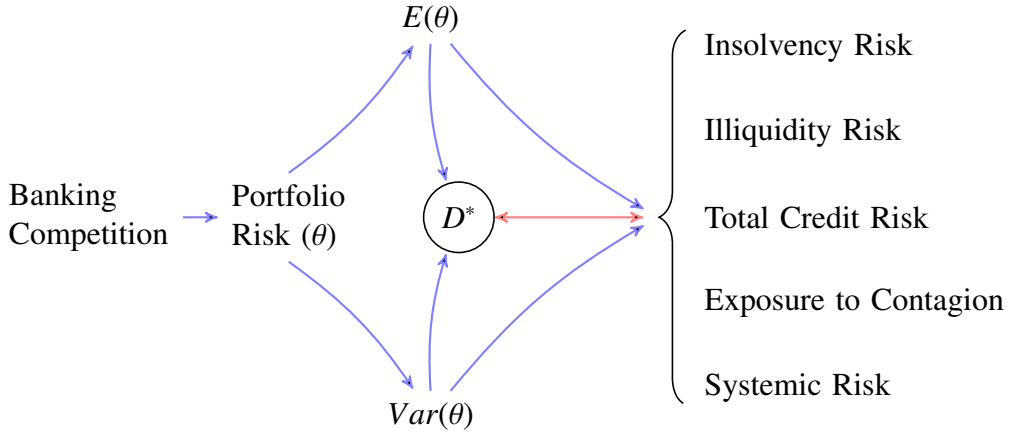 E(θ)
Insolvency Risk
Illiquidity Risk
Banking
Competition
Portfolio
Risk (θ)
D*
Total Credit Risk
Exposure to Contagion
Systemic Risk
Var(θ)